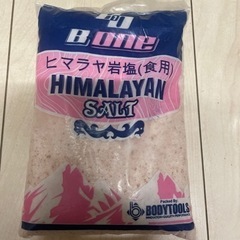 B One
ヒマラヤ岩塩(食用)
HIMALAYAN
SALT
Packed By
BODYTOOLS